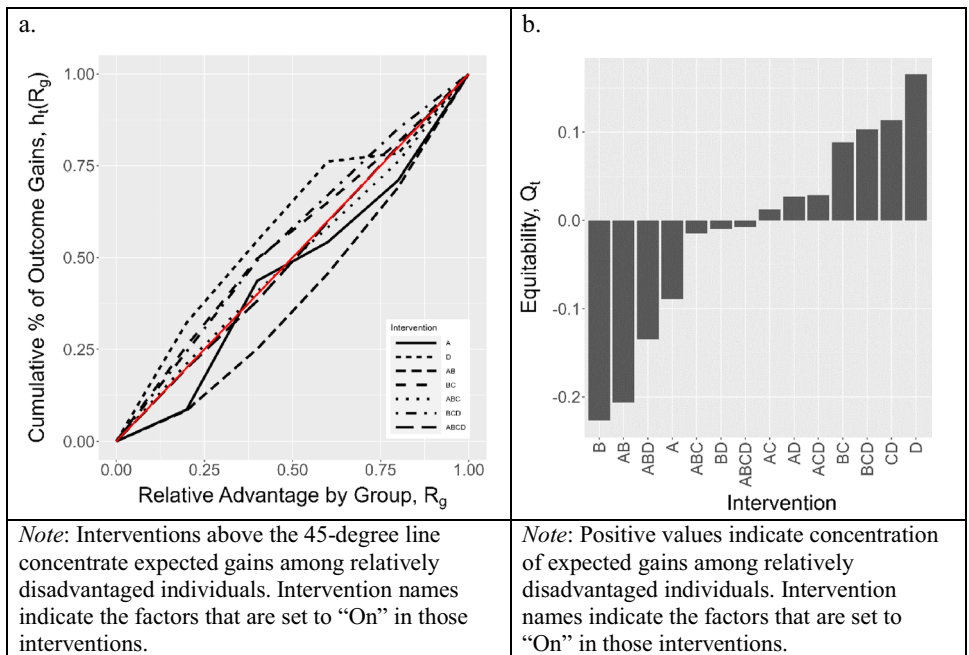 a.
1.00
0.75
0.50
0.25
0.00
Cumulative % of Outcome Gains, hₜ(R_g)
Intervention
A
D
AB
BC
ABC
BCD
ABCD
0.00 0.25 0.50 0.75 1.00
Relative Advantage by Group, R_g
Note: Interventions above the 45-degree line
concentrate expected gains among relatively
disadvantaged individuals. Intervention names
indicate the factors that are set to “On” in those
interventions.
b.
0.1
0.0
-0.1
-0.2
Equitability, Qₜ
B AB ABD A ABC BD ABCD AC AD ACD BC BCD CD D
Intervention
Note: Positive values indicate concentration
of expected gains among relatively
disadvantaged individuals. Intervention
names indicate the factors that are set to
“On” in those interventions.